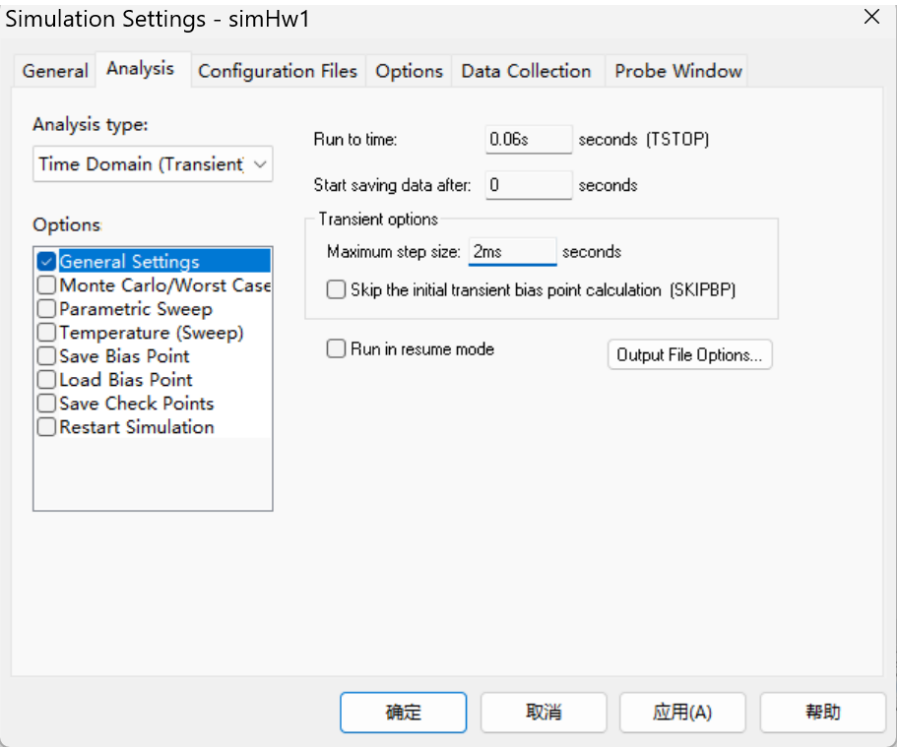 Simulation Settings - simHw1
General Analysis Configuration Files Options Data Collection Probe Window
Analysis type:
Time Domain (Transient)
Options
General Settings
Monte Carlo/Worst Case
Parametric Sweep
Temperature (Sweep)
Save Bias Point
Load Bias Point
Save Check Points
Restart Simulation
Run to time: 0.06s seconds (TSTOP)
Start saving data after: 0 seconds
Transient options
Maximum step size: 2ms seconds
Skip the initial transient bias point calculation (SKIPBP)
Run in resume mode
Output File Options...
确定 取消 应用(A) 帮助